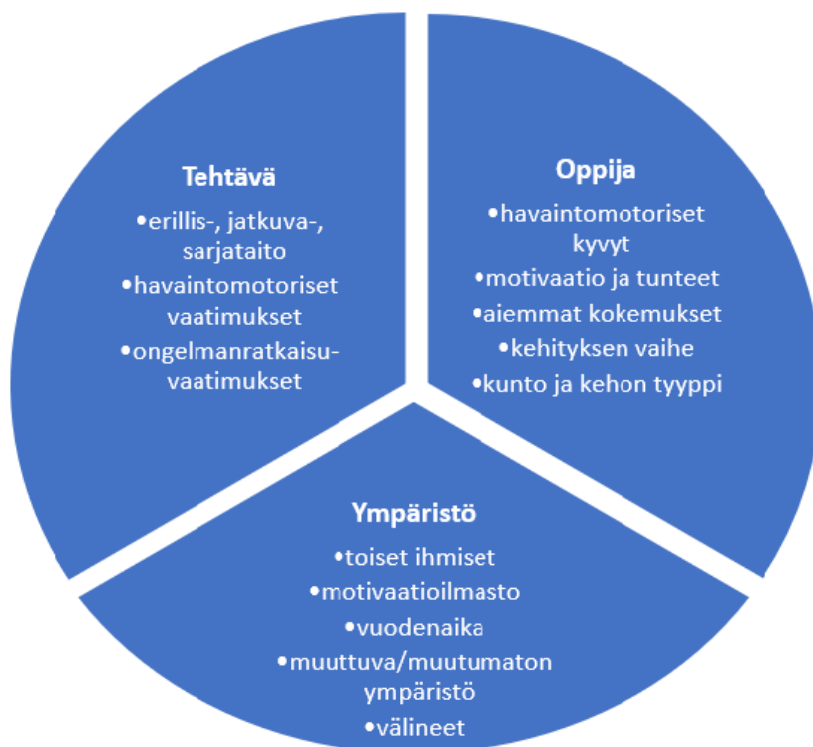 Tehtävä
•erillis-, jatkuva-,
sarjataito
•havaintomotoriset
vaatimukset
•ongelmanratkaisu-
vaatimukset
Oppija
•havaintomotoriset
kyvyt
•motivaatio ja tunteet
•aiemmat kokemukset
•kehityksen vaihe
•kunto ja kehon tyyppi
Ympäristö
•toiset ihmiset
•motivaatioilmasto
•vuodenaika
•muuttuva/muutumaton
ympäristö
•välineet